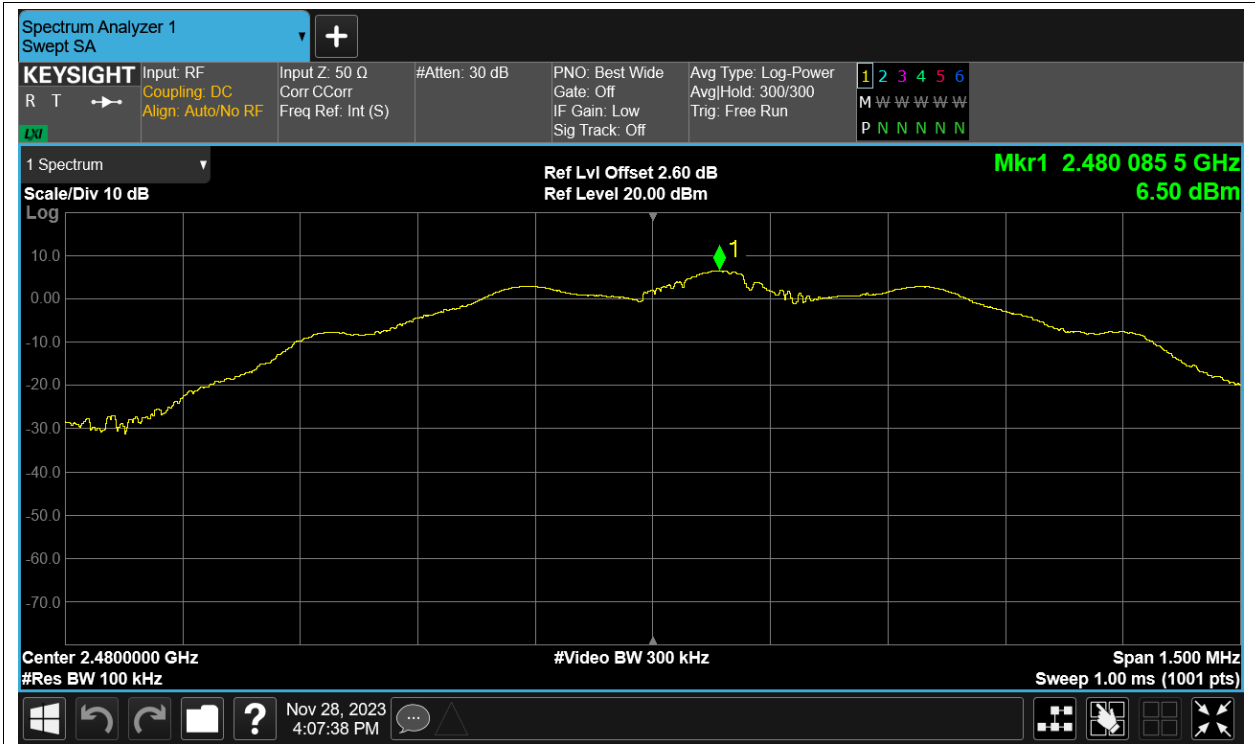 Spectrum Analyzer 1
Swept SA
KEYSIGHT
R T
LXI
Input: RF
Coupling: DC
Align: Auto/No RF
Input Z: 50 Ω
Corr CCorr
Freq Ref: Int (S)
#Atten: 30 dB
PNO: Best Wide
Gate: Off
IF Gain: Low
Sig Track: Off
Avg Type: Log-Power
Avg|Hold: 300/300
Trig: Free Run
1 2 3 4 5 6
M W W W W W
P N N N N N
1 Spectrum
Scale/Div 10 dB
Log
Ref Lvl Offset 2.60 dB
Ref Level 20.00 dBm
Mkr1 2.480 085 5 GHz
6.50 dBm
1
10.0
0.00
-10.0
-20.0
-30.0
-40.0
-50.0
-60.0
-70.0
Center 2.4800000 GHz
#Res BW 100 kHz
#Video BW 300 kHz
Span 1.500 MHz
Sweep 1.00 ms (1001 pts)
?
Nov 28, 2023
4:07:38 PM